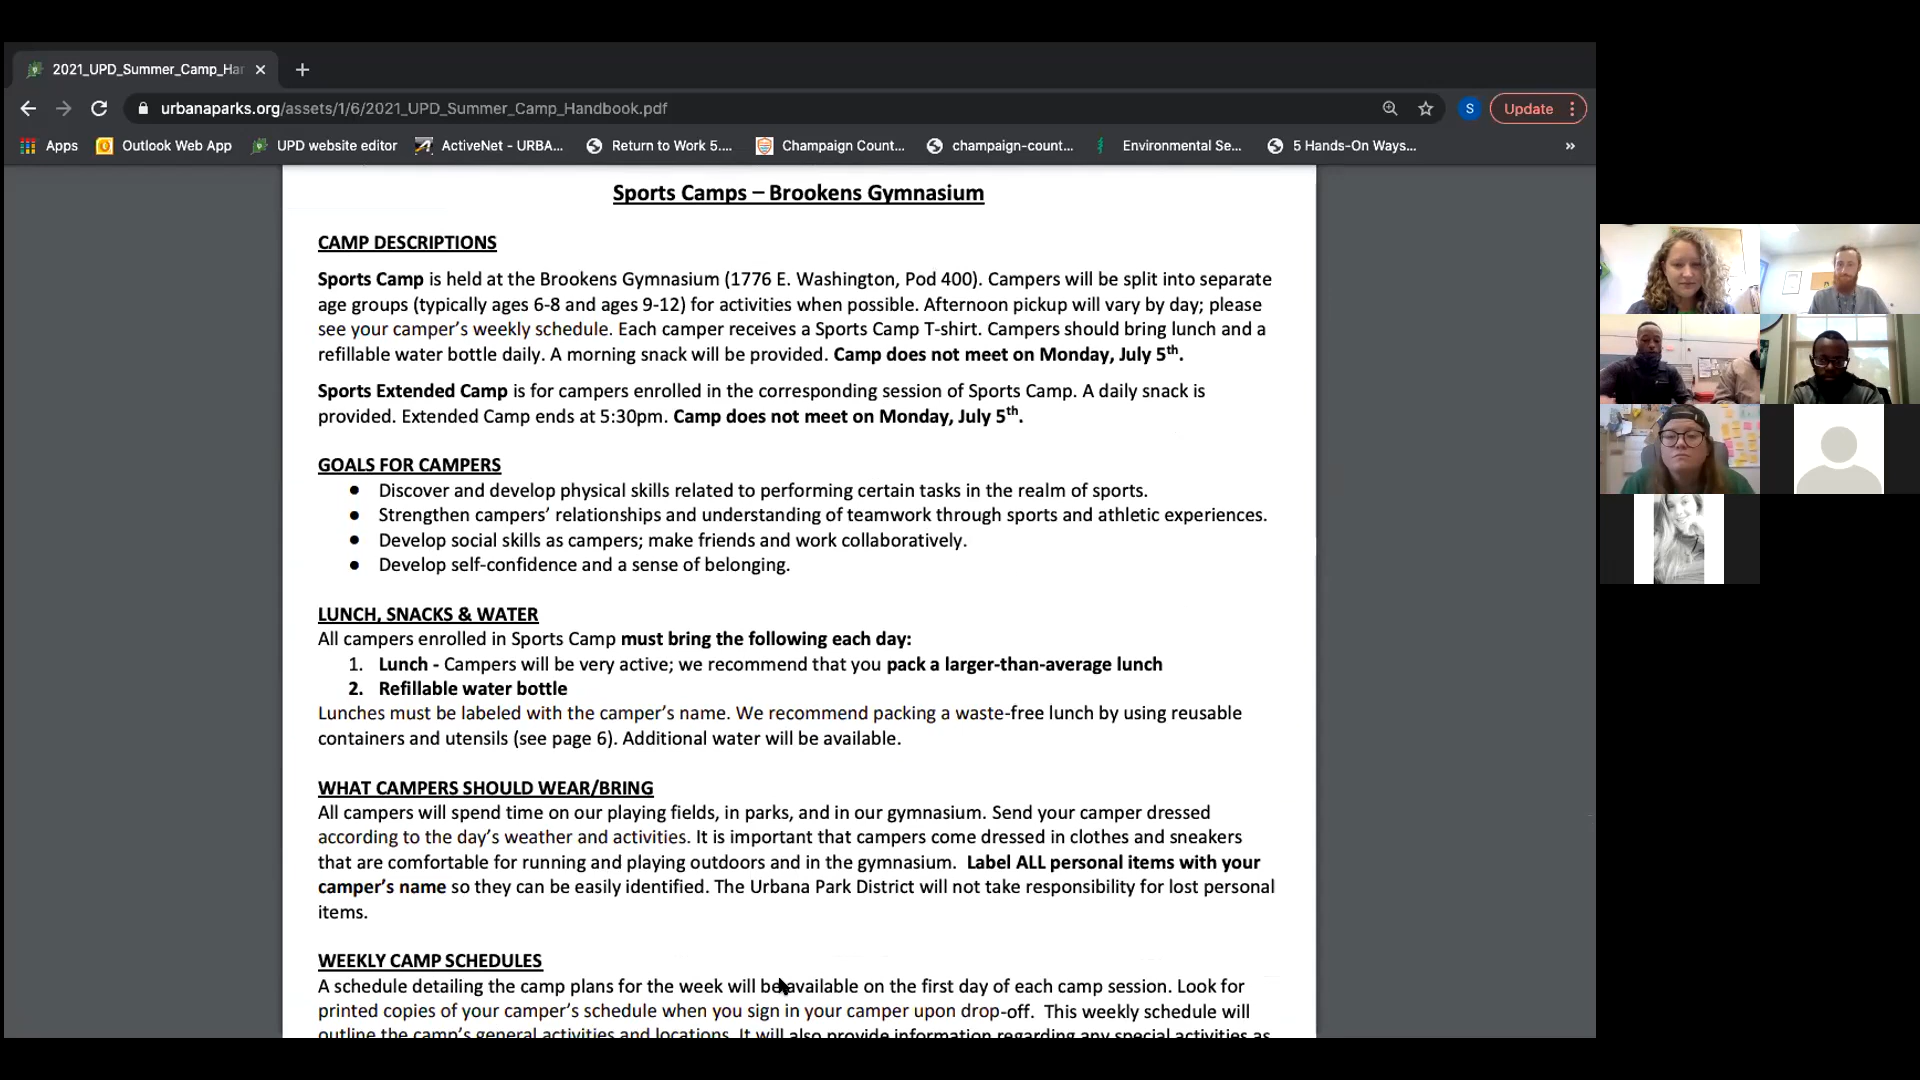 2021_UPD_Summer_Camp_Har
urbanaparks.org/assets/1/6/2021_UPD_Summer_Camp_Handbook.pdf
S
Update
Apps
Outlook Web App
UPD website editor
ActiveNet - URBA...
Return to Work 5....
Champaign Count...
champaign-count...
Environmental Se...
5 Hands-On Ways...
»
Sports Camps – Brookens Gymnasium
CAMP DESCRIPTIONS
Sports Camp is held at the Brookens Gymnasium (1776 E. Washington, Pod 400). Campers will be split into separate
age groups (typically ages 6-8 and ages 9-12) for activities when possible. Afternoon pickup will vary by day; please
see your camper’s weekly schedule. Each camper receives a Sports Camp T-shirt. Campers should bring lunch and a
refillable water bottle daily. A morning snack will be provided. Camp does not meet on Monday, July 5th.
Sports Extended Camp is for campers enrolled in the corresponding session of Sports Camp. A daily snack is
provided. Extended Camp ends at 5:30pm. Camp does not meet on Monday, July 5th.
GOALS FOR CAMPERS
● Discover and develop physical skills related to performing certain tasks in the realm of sports.
● Strengthen campers’ relationships and understanding of teamwork through sports and athletic experiences.
● Develop social skills as campers; make friends and work collaboratively.
● Develop self-confidence and a sense of belonging.
LUNCH, SNACKS & WATER
All campers enrolled in Sports Camp must bring the following each day:
1. Lunch - Campers will be very active; we recommend that you pack a larger-than-average lunch
2. Refillable water bottle
Lunches must be labeled with the camper’s name. We recommend packing a waste-free lunch by using reusable
containers and utensils (see page 6). Additional water will be available.
WHAT CAMPERS SHOULD WEAR/BRING
All campers will spend time on our playing fields, in parks, and in our gymnasium. Send your camper dressed
according to the day’s weather and activities. It is important that campers come dressed in clothes and sneakers
that are comfortable for running and playing outdoors and in the gymnasium.  Label ALL personal items with your
camper’s name so they can be easily identified. The Urbana Park District will not take responsibility for lost personal
items.
WEEKLY CAMP SCHEDULES
A schedule detailing the camp plans for the week will be available on the first day of each camp session. Look for
printed copies of your camper’s schedule when you sign in your camper upon drop-off.  This weekly schedule will
outline the camp’s general activities and locations. It will also provide information regarding any special activities as